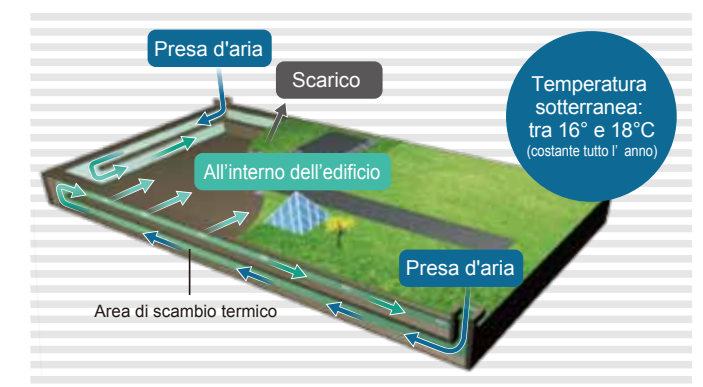 Presa d'aria
Scarico
Temperatura
sotterranea:
tra 16° e 18°C
(costante tutto l' anno)
All'interno dell'edificio
Presa d'aria
Area di scambio termico